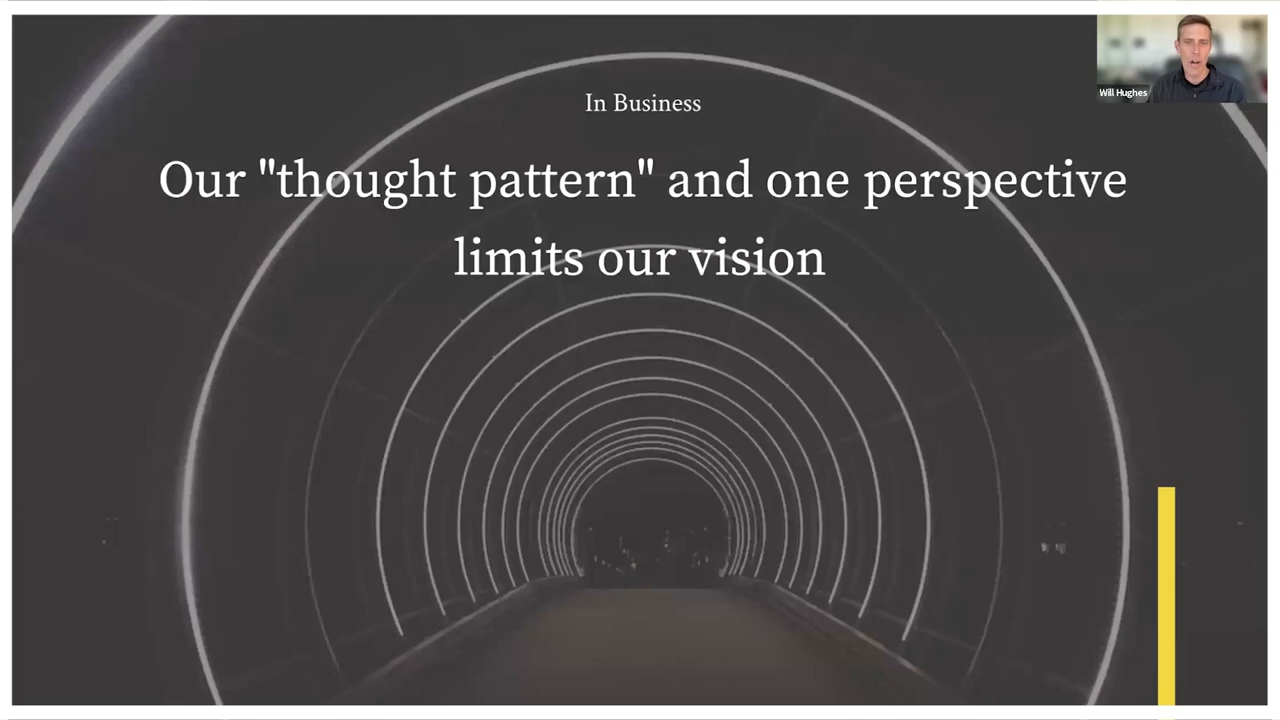 In Business
Our "thought pattern" and one perspective
limits our vision
Will Hughes